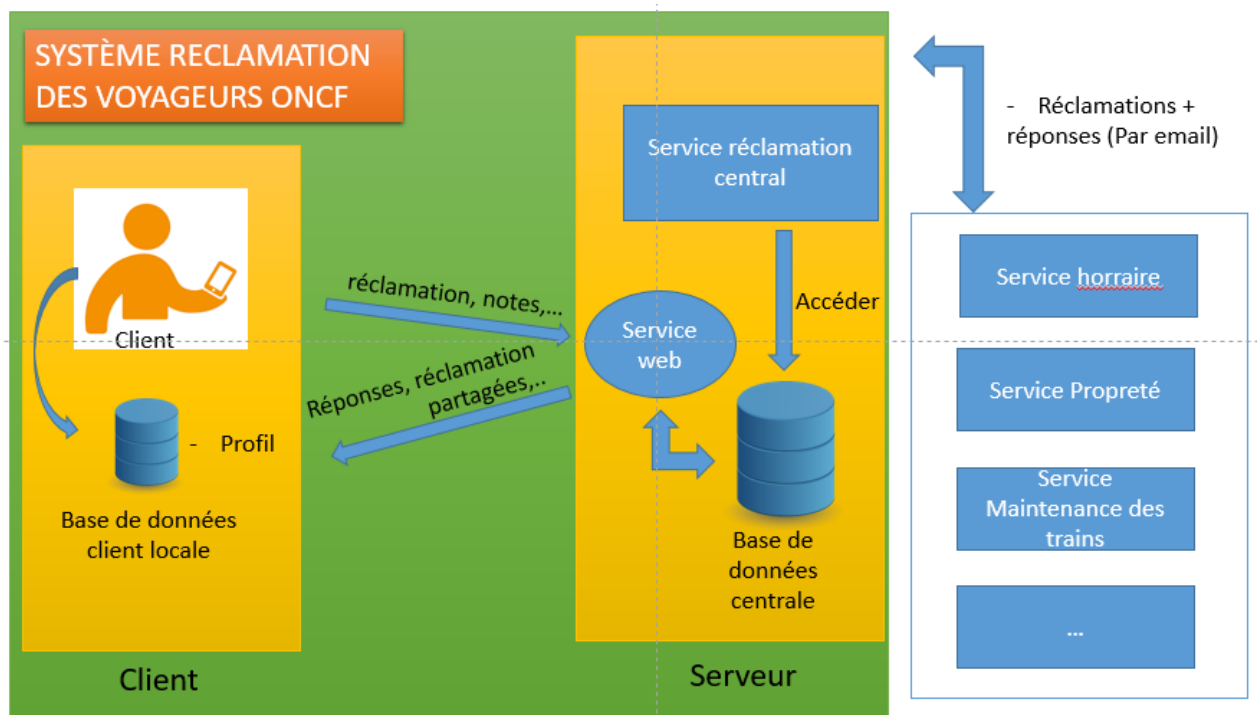 SYSTÈME RECLAMATION
DES VOYAGEURS ONCF
Client
- Profil
Base de données
client locale
Client
réclamation, notes,...
Réponses, réclamation
partagées,..
Service réclamation
central
Accéder
Service
web
Base de
données
centrale
Serveur
- Réclamations +
réponses (Par email)
Service horraire
Service Propreté
Service
Maintenance des
trains
...